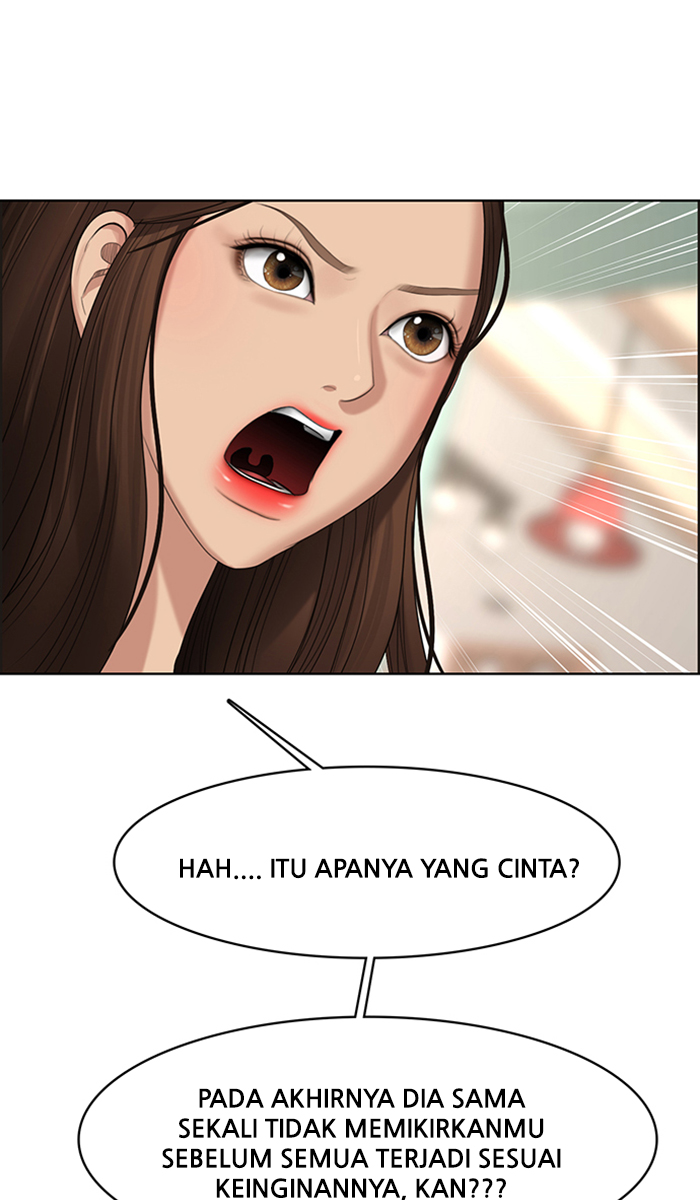 HAH.... ITU APANYA YANG CINTA?
PADA AKHIRNYA DIA SAMA
SEKALI TIDAK MEMIKIRKANMU
SEBELUM SEMUA TERJADI SESUAI
KEINGINANNYA, KAN???